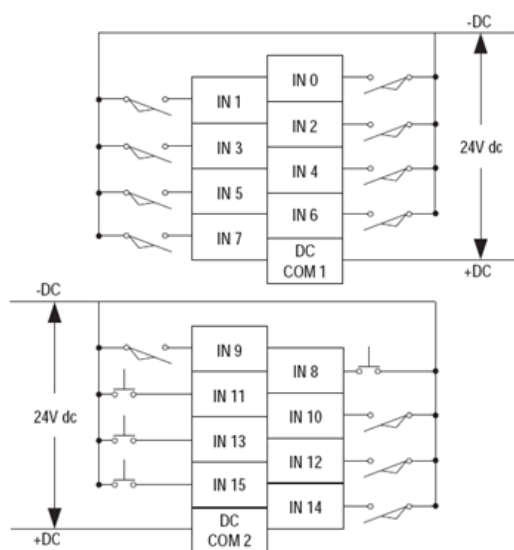 -DC
IN 0
IN 1
IN 2
IN 3
24V dc
IN 4
IN 5
IN 6
IN 7
DC
COM 1
+DC
-DC
IN 9
IN 8
IN 11
24V dc
IN 10
IN 13
IN 12
IN 15
IN 14
DC
COM 2
+DC